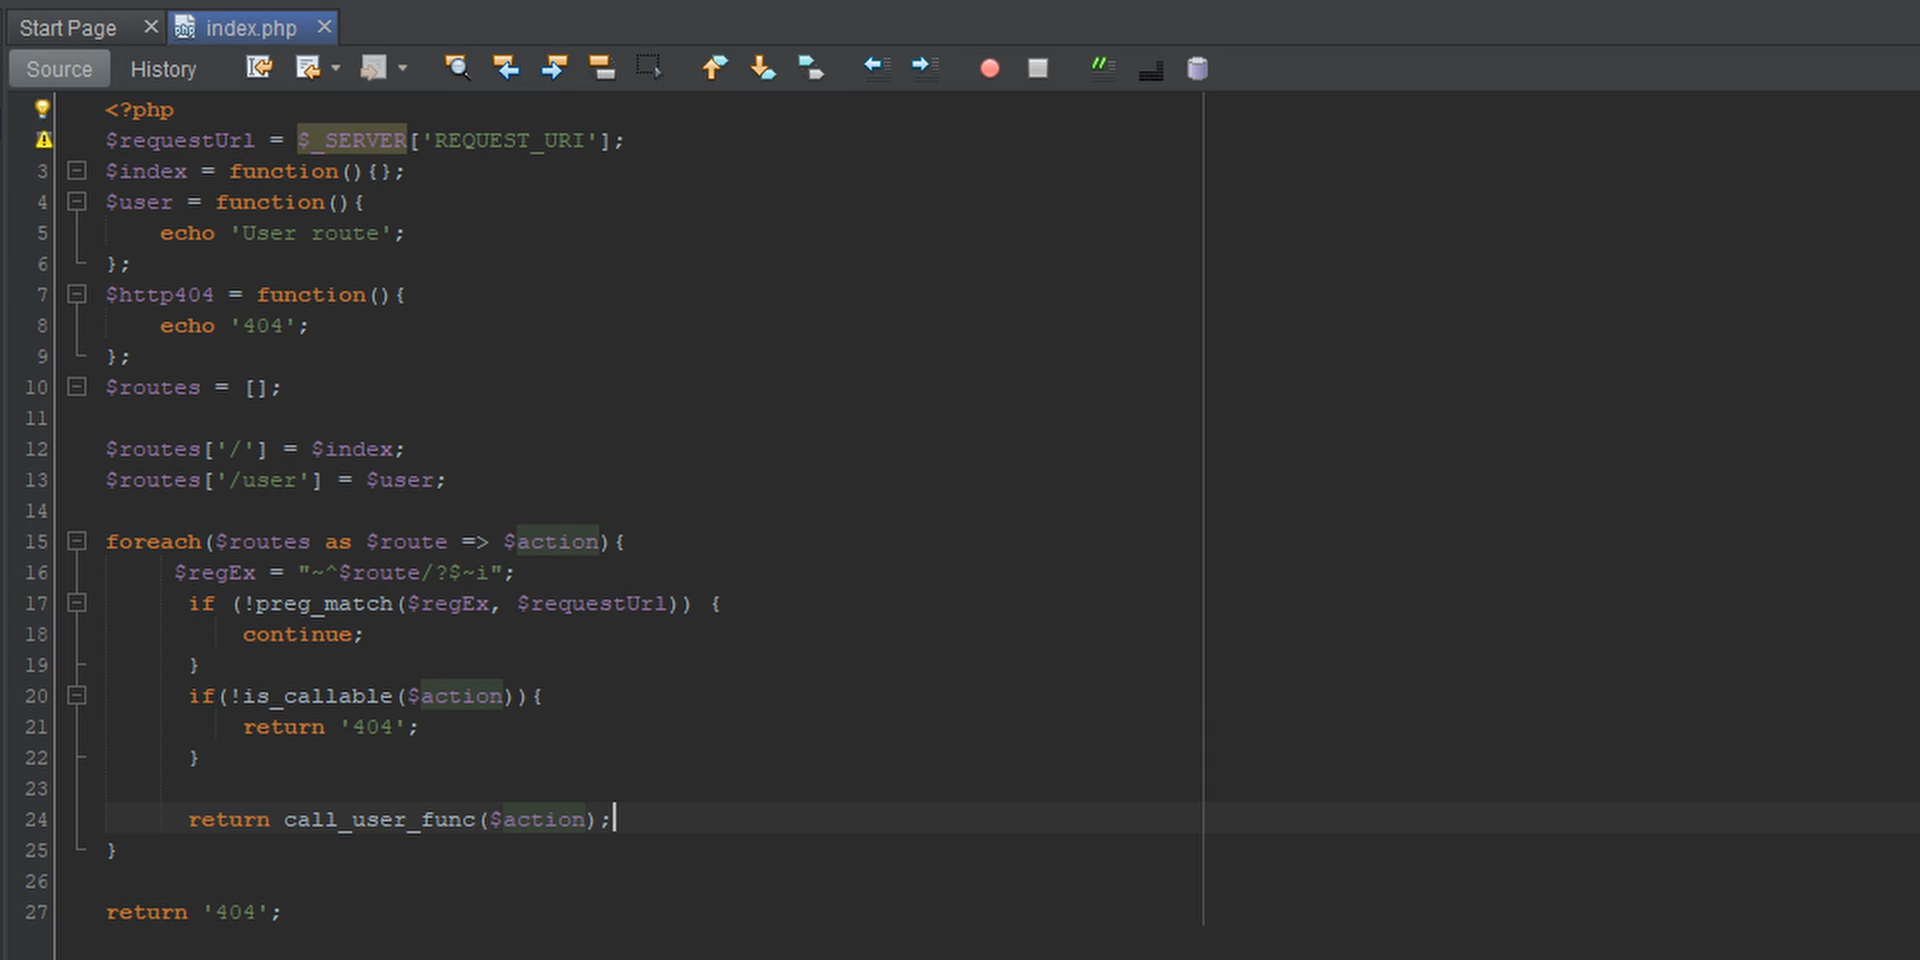 Start Page index.php
Source History
<?php
$requestUrl = $_SERVER['REQUEST_URI'];
3 $index = function(){};
4 $user = function(){
5 echo 'User route';
6 };
7 $http404 = function(){
8 echo '404';
9 };
10 $routes = [];
11
12 $routes['/'] = $index;
13 $routes['/user'] = $user;
14
15 foreach($routes as $route => $action){
16 $regEx = "~^$route/?$~i";
17 if (!preg_match($regEx, $requestUrl)) {
18 continue;
19 }
20 if(!is_callable($action)){
21 return '404';
22 }
23
24 return call_user_func($action);
25 }
26
27 return '404';